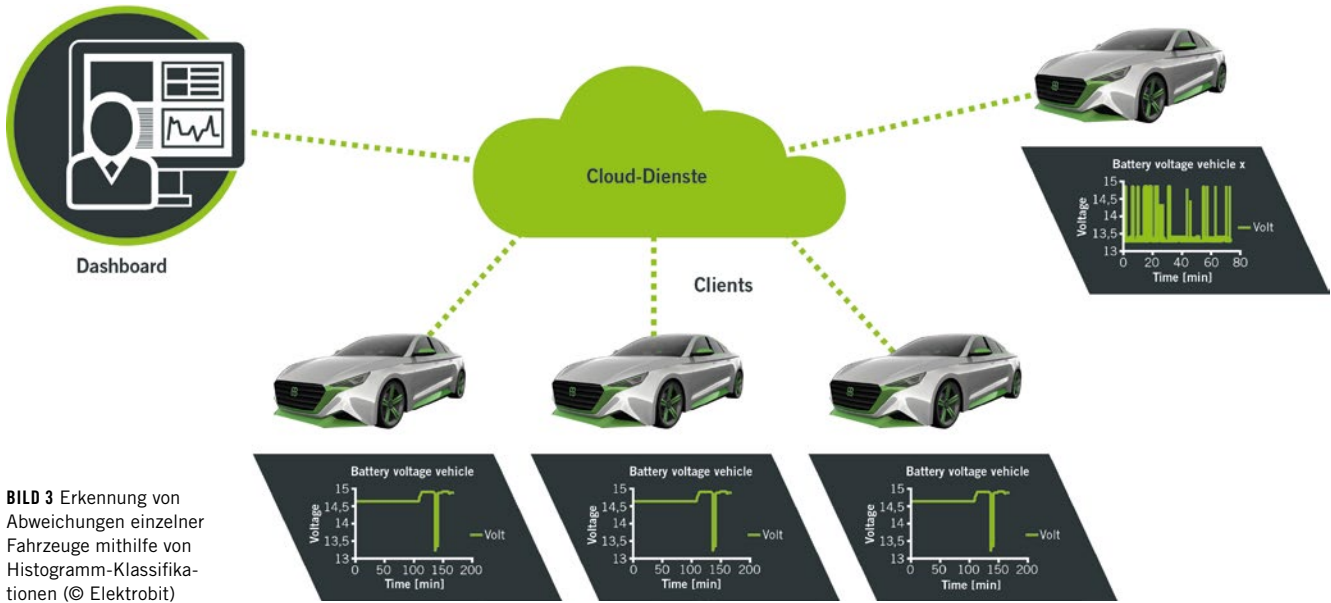 Cloud-Dienste
Dashboard
Clients
Battery voltage vehicle x
Voltage
15
14,5
14
13,5
13
0 20 40 60 80
Time [min]
Volt
Battery voltage vehicle
Voltage
15
14,5
14
13,5
13
0 50 100 150 200
Time [min]
Volt
Battery voltage vehicle
Voltage
15
14,5
14
13,5
13
0 50 100 150 200
Time [min]
Volt
Battery voltage vehicle
Voltage
15
14,5
14
13,5
13
0 50 100 150 200
Time [min]
Volt
BILD 3 Erkennung von
Abweichungen einzelner
Fahrzeuge mithilfe von
Histogramm-Klassifika-
tionen (© Elektrobit)